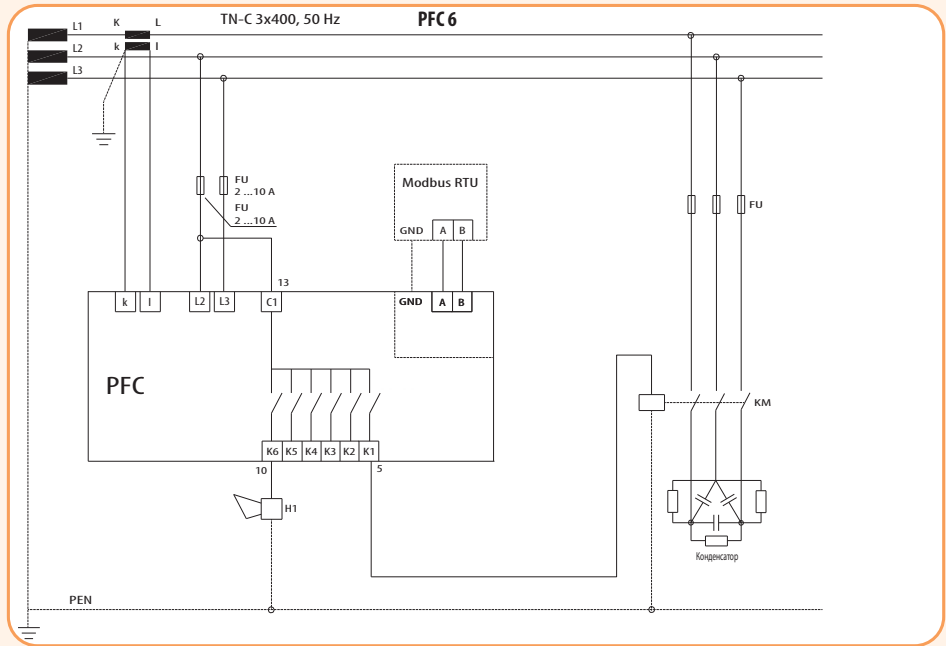 TN-C 3x400, 50 Hz
PFC 6
L1
K
L
L2
k
l
L3
FU
2 ...10 A
FU
2 ...10 A
Modbus RTU
GND
A
B
FU
13
k
l
L2
L3
C1
GND
A
B
PFC
KM
K6
K5
K4
K3
K2
K1
10
5
H1
Конденсатор
PEN